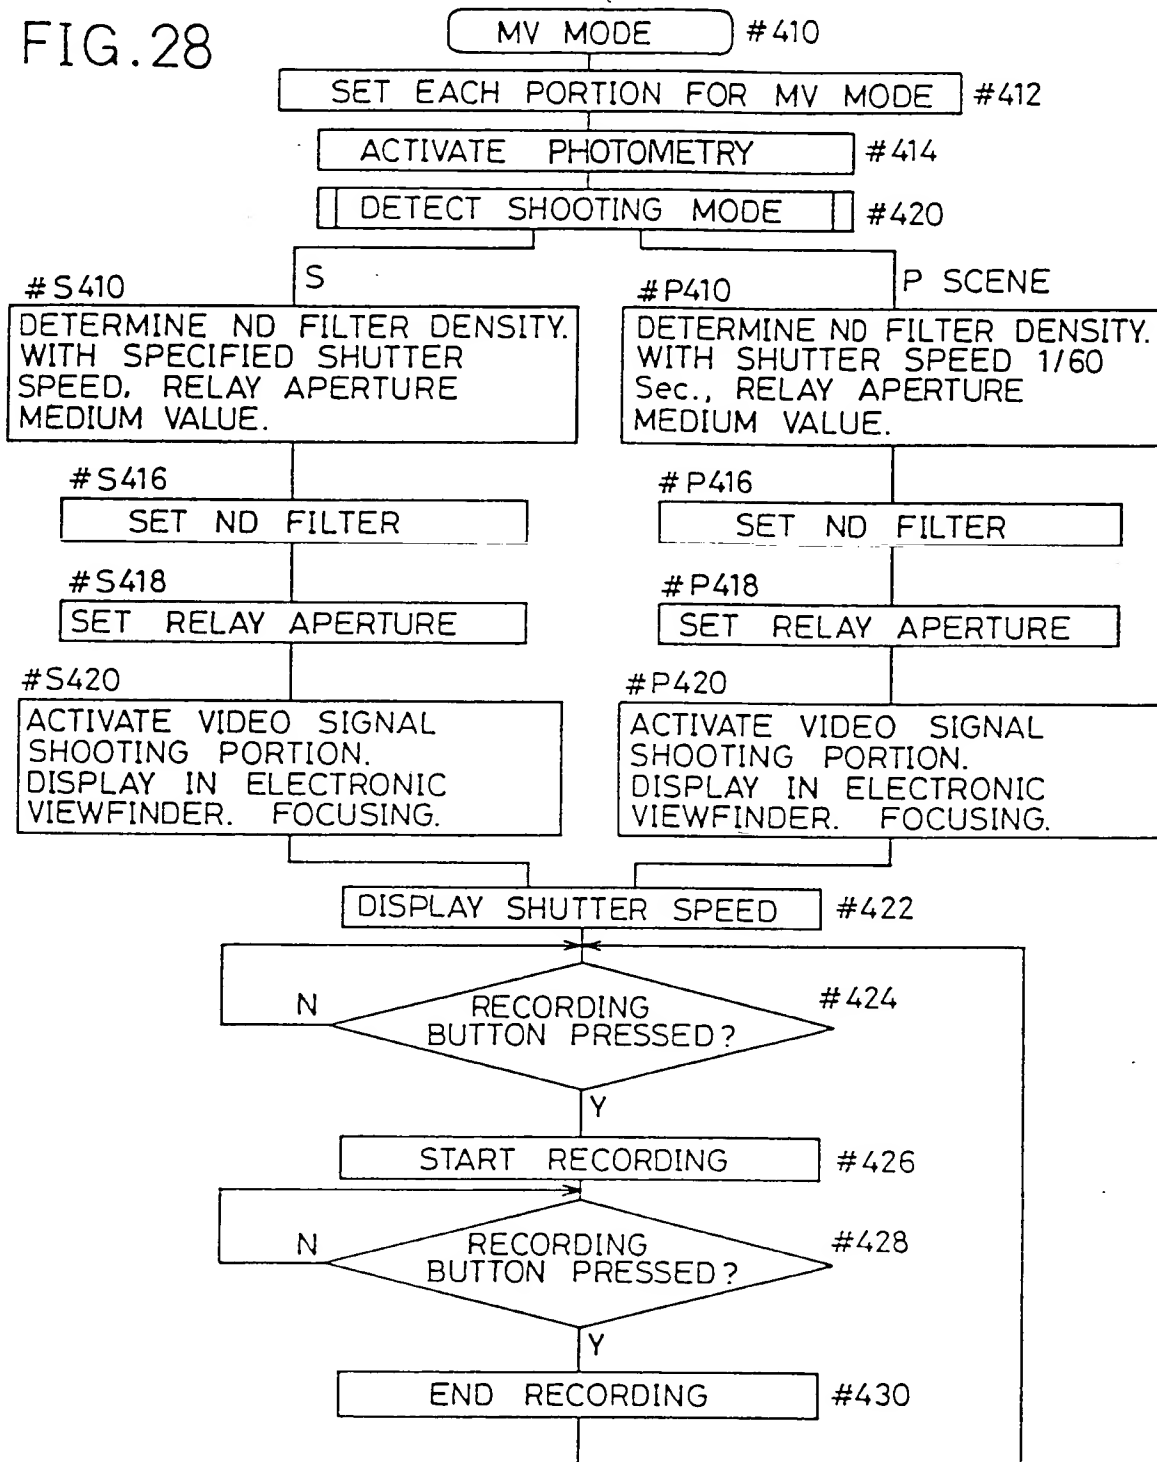 FIG.28
MV MODE #410
SET EACH PORTION FOR MV MODE #412
ACTIVATE PHOTOMETRY #414
DETECT SHOOTING MODE #420
S
#S410
DETERMINE ND FILTER DENSITY.
WITH SPECIFIED SHUTTER
SPEED. RELAY APERTURE
MEDIUM VALUE.
#S416
SET ND FILTER
#S418
SET RELAY APERTURE
#S420
ACTIVATE VIDEO SIGNAL
SHOOTING PORTION.
DISPLAY IN ELECTRONIC
VIEWFINDER. FOCUSING.
P SCENE
#P410
DETERMINE ND FILTER DENSITY.
WITH SHUTTER SPEED 1/60
Sec., RELAY APERTURE
MEDIUM VALUE.
#P416
SET ND FILTER
#P418
SET RELAY APERTURE
#P420
ACTIVATE VIDEO SIGNAL
SHOOTING PORTION.
DISPLAY IN ELECTRONIC
VIEWFINDER. FOCUSING.
DISPLAY SHUTTER SPEED #422
N
RECORDING
BUTTON PRESSED?
#424
Y
START RECORDING #426
N
RECORDING
BUTTON PRESSED?
#428
Y
END RECORDING #430